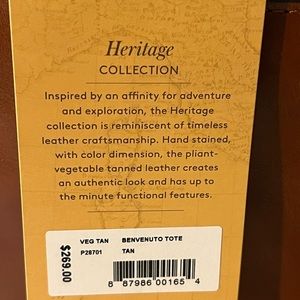 Heritage
COLLECTION
Inspired by an affinity for adventure
and exploration, the Heritage
collection is reminiscent of timeless
leather craftsmanship. Hand stained,
with color dimension, the pliant-
vegetable tanned leather creates
an authentic look and has up to
the minute functional features.
VEG TAN BENVENUTO TOTE
P28701 TAN
$269.00
8 87986 00165 4